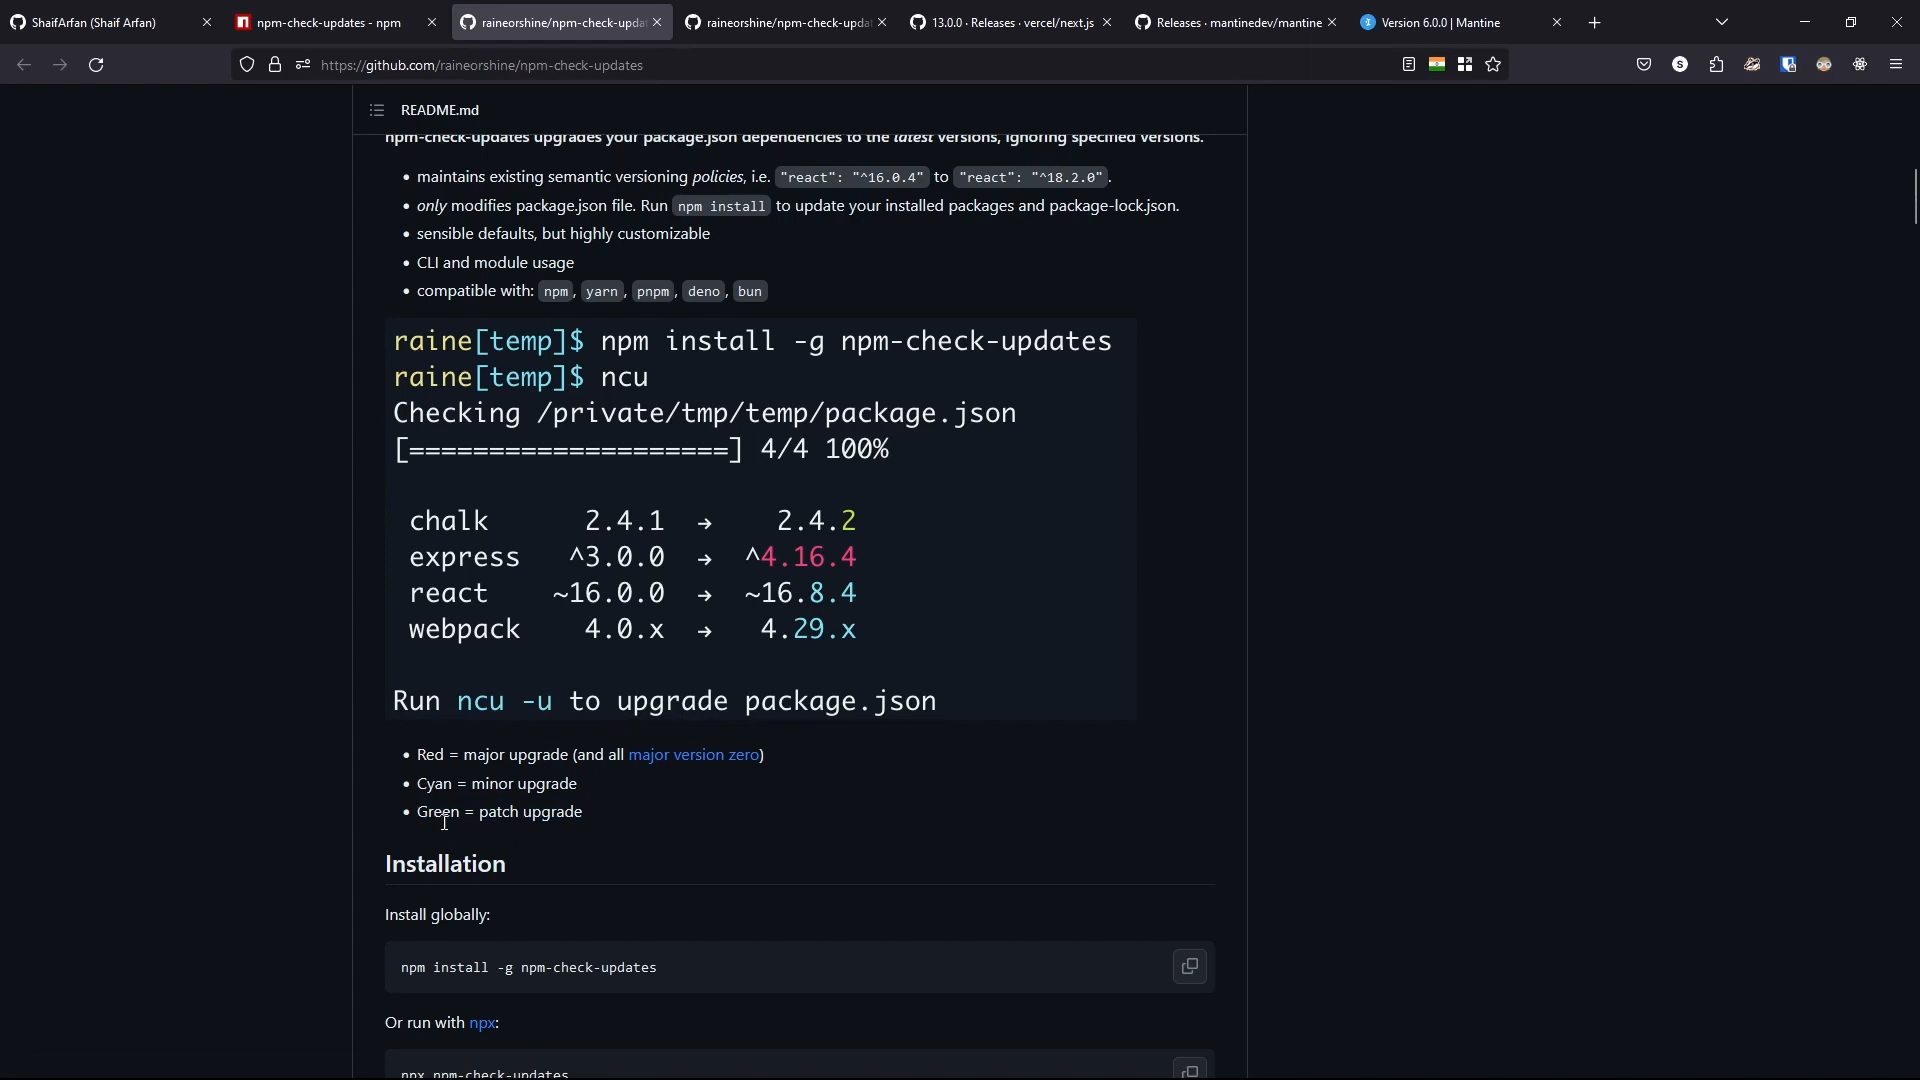 ShaifArfan (Shaif Arfan)
npm-check-updates - npm
raineorshine/npm-check-updat
raineorshine/npm-check-updat
13.0.0 · Releases · vercel/next.js
Releases · mantinedev/mantine
Version 6.0.0 | Mantine
https://github.com/raineorshine/npm-check-updates
README.md
npm-check-updates upgrades your package.json dependencies to the latest versions, ignoring specified versions.
• maintains existing semantic versioning policies, i.e. "react": "^16.0.4" to "react": "^18.2.0".
• only modifies package.json file. Run npm install to update your installed packages and package-lock.json.
• sensible defaults, but highly customizable
• CLI and module usage
• compatible with: npm, yarn, pnpm, deno, bun
raine[temp]$ npm install -g npm-check-updates
raine[temp]$ ncu
Checking /private/tmp/temp/package.json
[====================] 4/4 100%
chalk 2.4.1 → 2.4.2
express ^3.0.0 → ^4.16.4
react ~16.0.0 → ~16.8.4
webpack 4.0.x → 4.29.x
Run ncu -u to upgrade package.json
• Red = major upgrade (and all major version zero)
• Cyan = minor upgrade
• Green = patch upgrade
Installation
Install globally:
npm install -g npm-check-updates
Or run with npx:
npx npm-check-updates